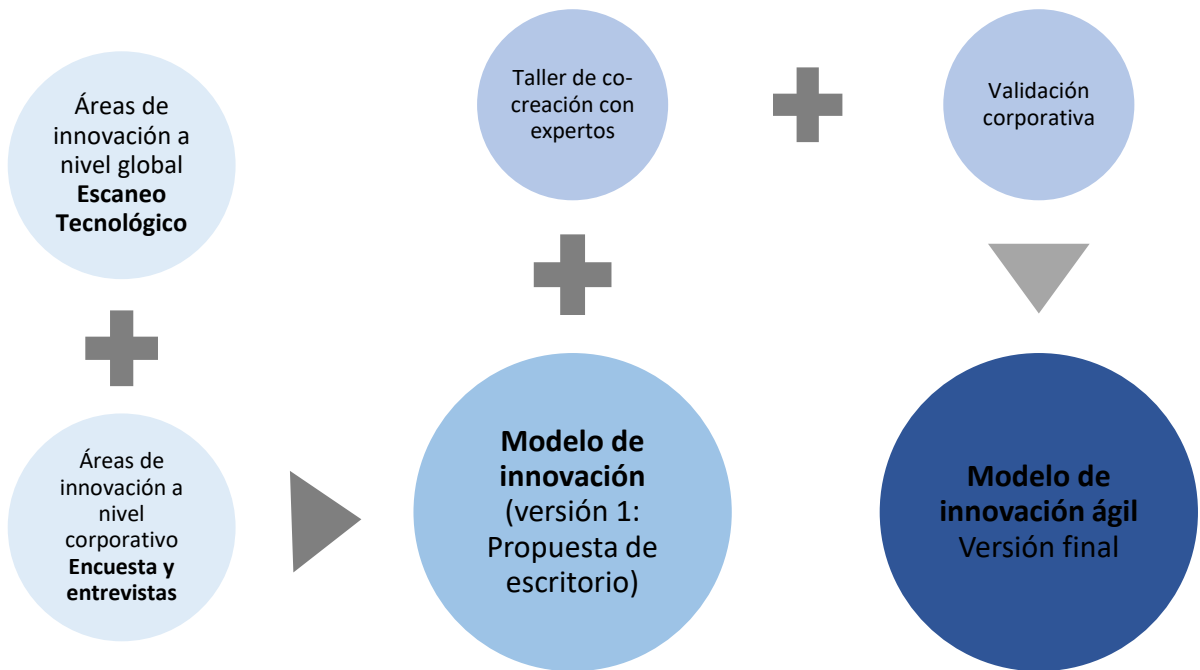 Áreas de
innovación a
nivel global
Escaneo
Tecnológico
Áreas de
innovación a
nivel
corporativo
Encuesta y
entrevistas
Taller de co-
creación con
expertos
Modelo de
innovación
(versión 1:
Propuesta de
escritorio)
Validación
corporativa
Modelo de
innovación ágil
Versión final